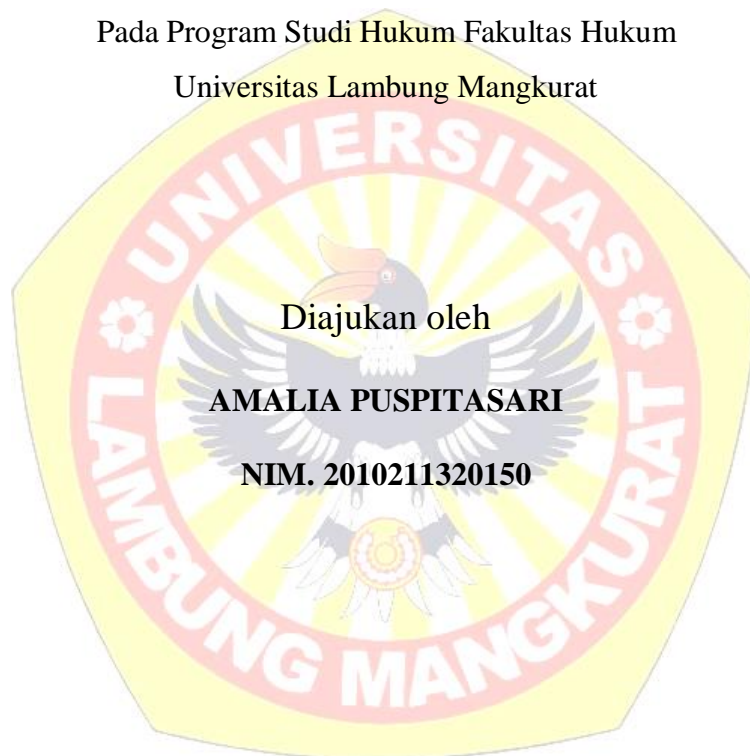 Pada Program Studi Hukum Fakultas Hukum
Universitas Lambung Mangkurat
UNIVERSITAS
Diajukan oleh
AMALIA PUSPITASARI
NIM. 2010211320150
LAMBUNG MANGKURAT